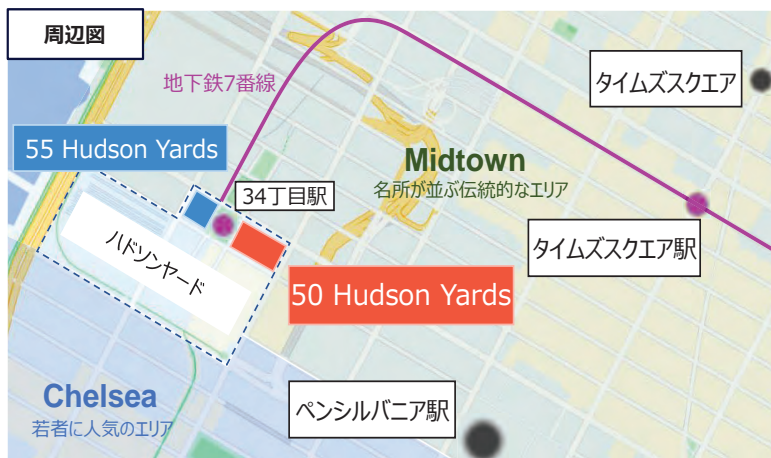 周辺図
地下鉄7番線
タイムズスクエア
55 Hudson Yards
Midtown
名所が並ぶ伝統的なエリア
34丁目駅
ハドソンヤード
タイムズスクエア駅
50 Hudson Yards
Chelsea
若者に人気のエリア
ペンシルバニア駅